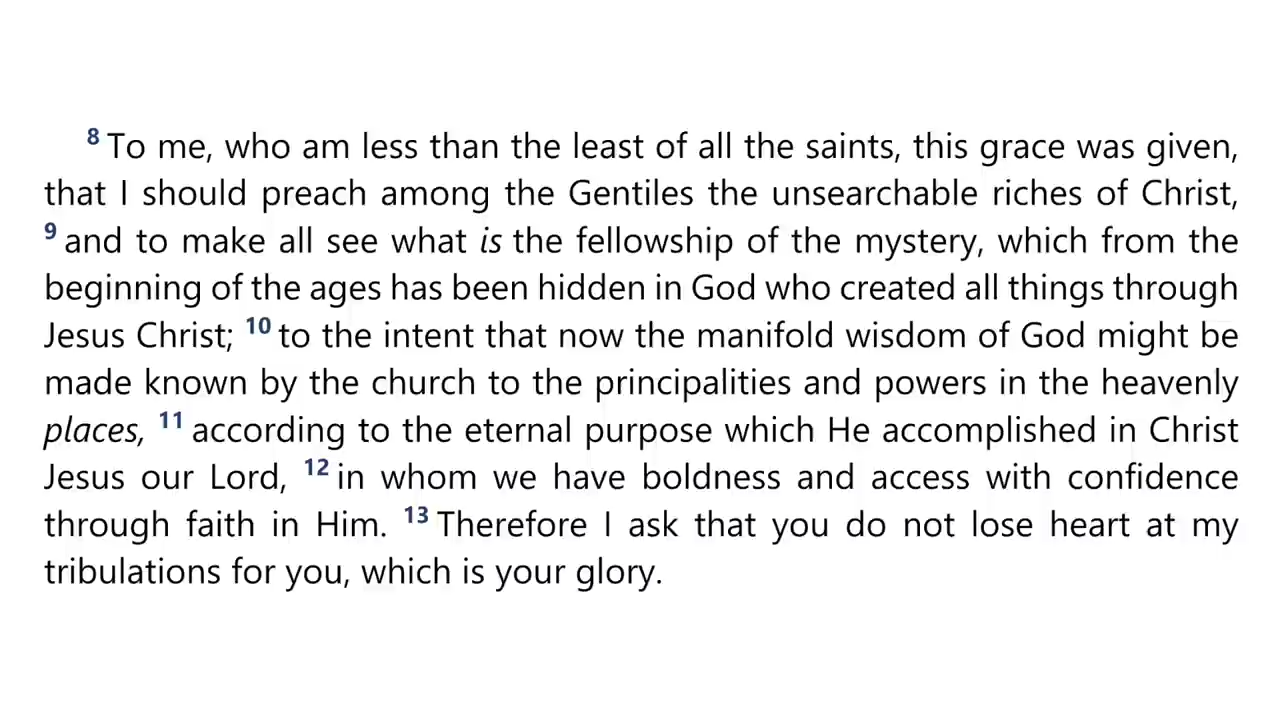 8 To me, who am less than the least of all the saints, this grace was given,
that I should preach among the Gentiles the unsearchable riches of Christ,
9 and to make all see what is the fellowship of the mystery, which from the
beginning of the ages has been hidden in God who created all things through
Jesus Christ; 10 to the intent that now the manifold wisdom of God might be
made known by the church to the principalities and powers in the heavenly
places, 11 according to the eternal purpose which He accomplished in Christ
Jesus our Lord, 12 in whom we have boldness and access with confidence
through faith in Him. 13 Therefore I ask that you do not lose heart at my
tribulations for you, which is your glory.